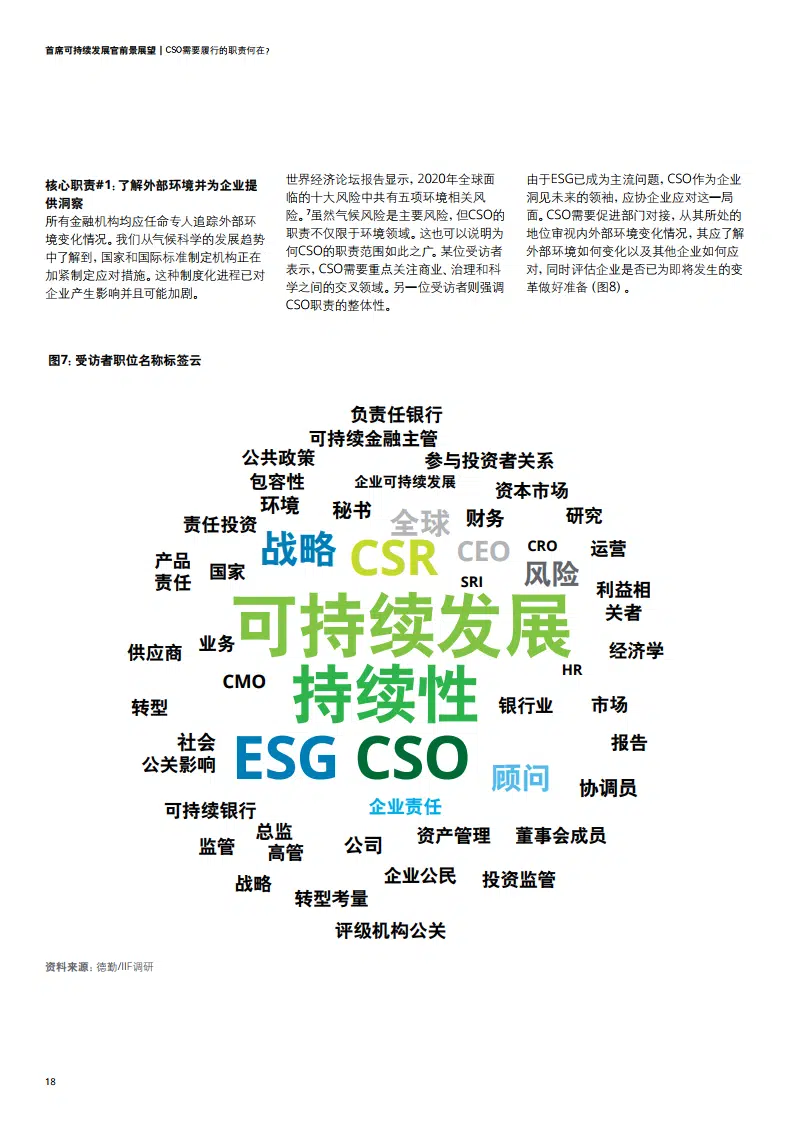 首席可持续发展官前景展望 | CSO需要履行的职责何在?
核心职责#1: 了解外部环境并为企业提
供洞察
所有金融机构均应任命专人追踪外部环
境变化情况。我们从气候科学的发展趋势
中了解到, 国家和国际标准制定机构正在
加紧制定应对措施。这种制度化进程已对
企业产生影响并且可能加剧。
世界经济论坛报告显示, 2020年全球面
临的十大风险中共有五项环境相关风
险。7虽然气候风险是主要风险, 但CSO的
职责不仅限于环境领域。这也可以说明为
何CSO的职责范围如此之广。某位受访者
表示, CSO需要重点关注商业、治理和科
学之间的交叉领域。另一位受访者则强调
CSO职责的整体性。
由于ESG已成为主流问题, CSO作为企业
洞见未来的领袖, 应协企业应对这一局
面。CSO需要促进部门对接, 从其所处的
地位审视内外部环境变化情况, 其应了解
外部环境如何变化以及其他企业如何应
对, 同时评估企业是否已为即将发生的变
革做好准备 (图8) 。
图7: 受访者职位名称标签云
负责任银行
可持续金融主管
公共政策
参与投资者关系
包容性
企业可持续发展
资本市场
环境
秘书
全球
财务
研究
责任投资
战略
CSR
CEO
CRO
运营
产品
责任
国家
SRI
风险
利益相
关者
可持续发展
供应商
业务
经济学
CMO
持续性
HR
转型
银行业
市场
社会
公关影响
ESG
CSO
报告
顾问
协调员
可持续银行
企业责任
总监
监管
高管
公司
资产管理
董事会成员
战略
转型考量
企业公民
投资监管
评级机构公关
资料来源: 德勤/IIF调研
18